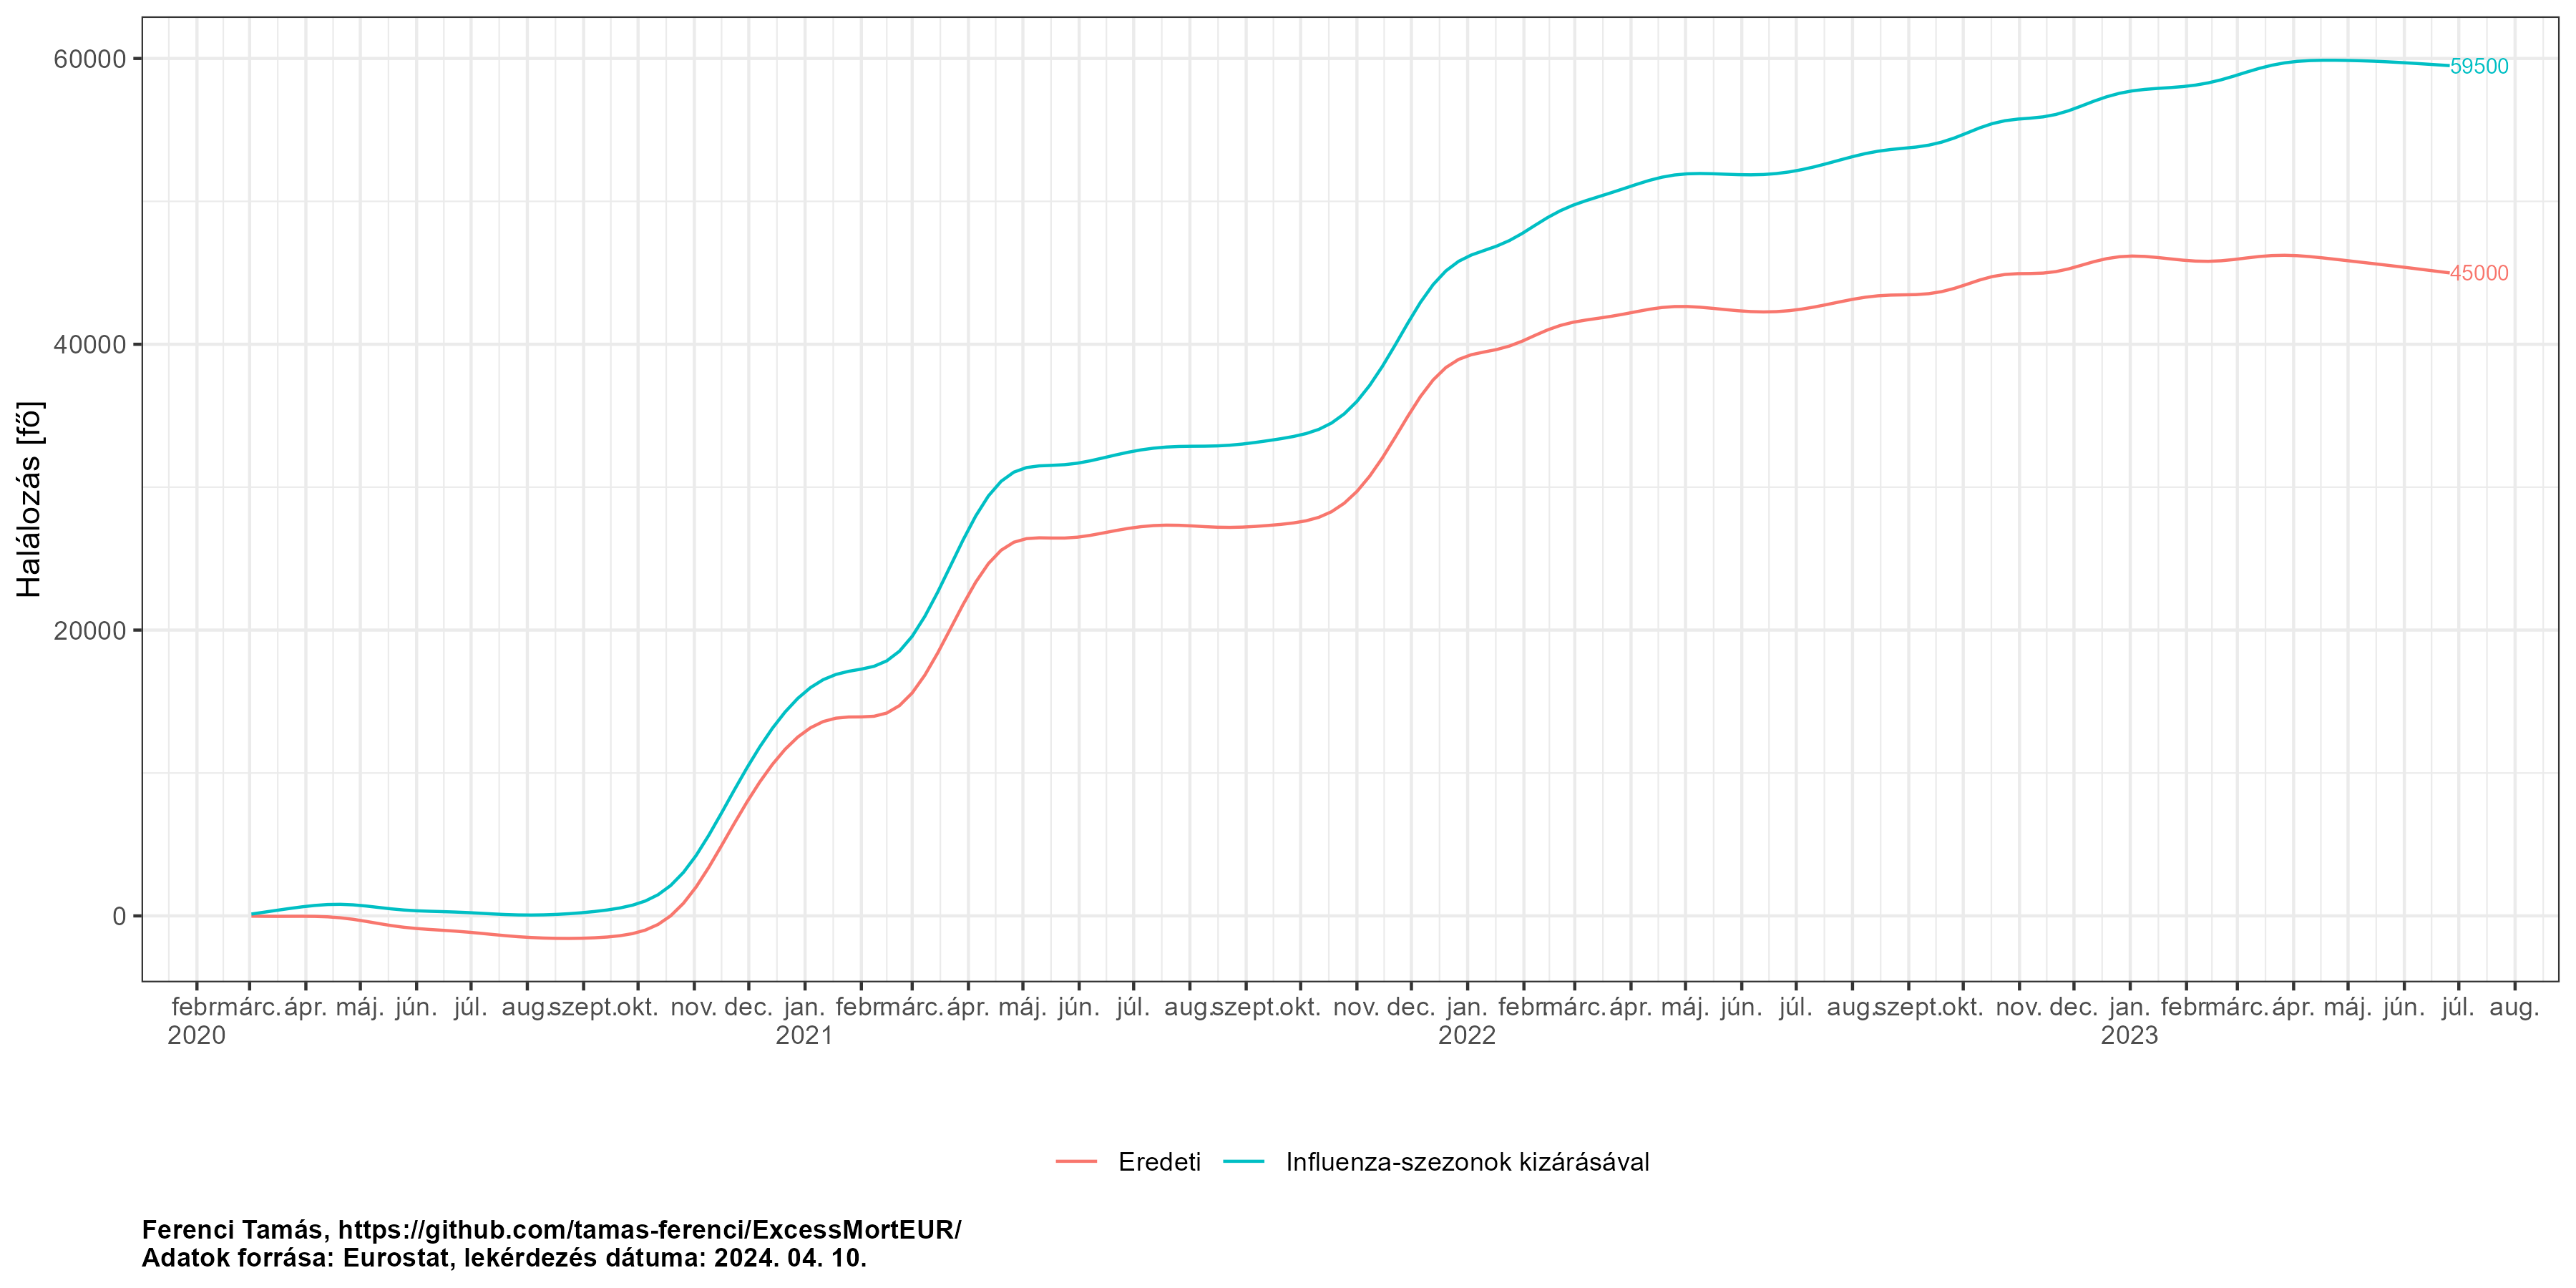 60000
40000
20000
0
Halálozás [fő]
59500
45000
febr. márc. ápr. máj. jún. júl. aug. szept. okt. nov. dec. jan. febr. márc. ápr. máj. jún. júl. aug. szept. okt. nov. dec. jan. febr. márc. ápr. máj. jún. júl. aug. szept. okt. nov. dec. jan. febr. márc. ápr. máj. jún. júl. aug.
2020 2021 2022 2023
Eredeti Influenza-szezonok kizárásával
Ferenci Tamás, https://github.com/tamas-ferenci/ExcessMortEUR/
Adatok forrása: Eurostat, lekérdezés dátuma: 2024. 04. 10.